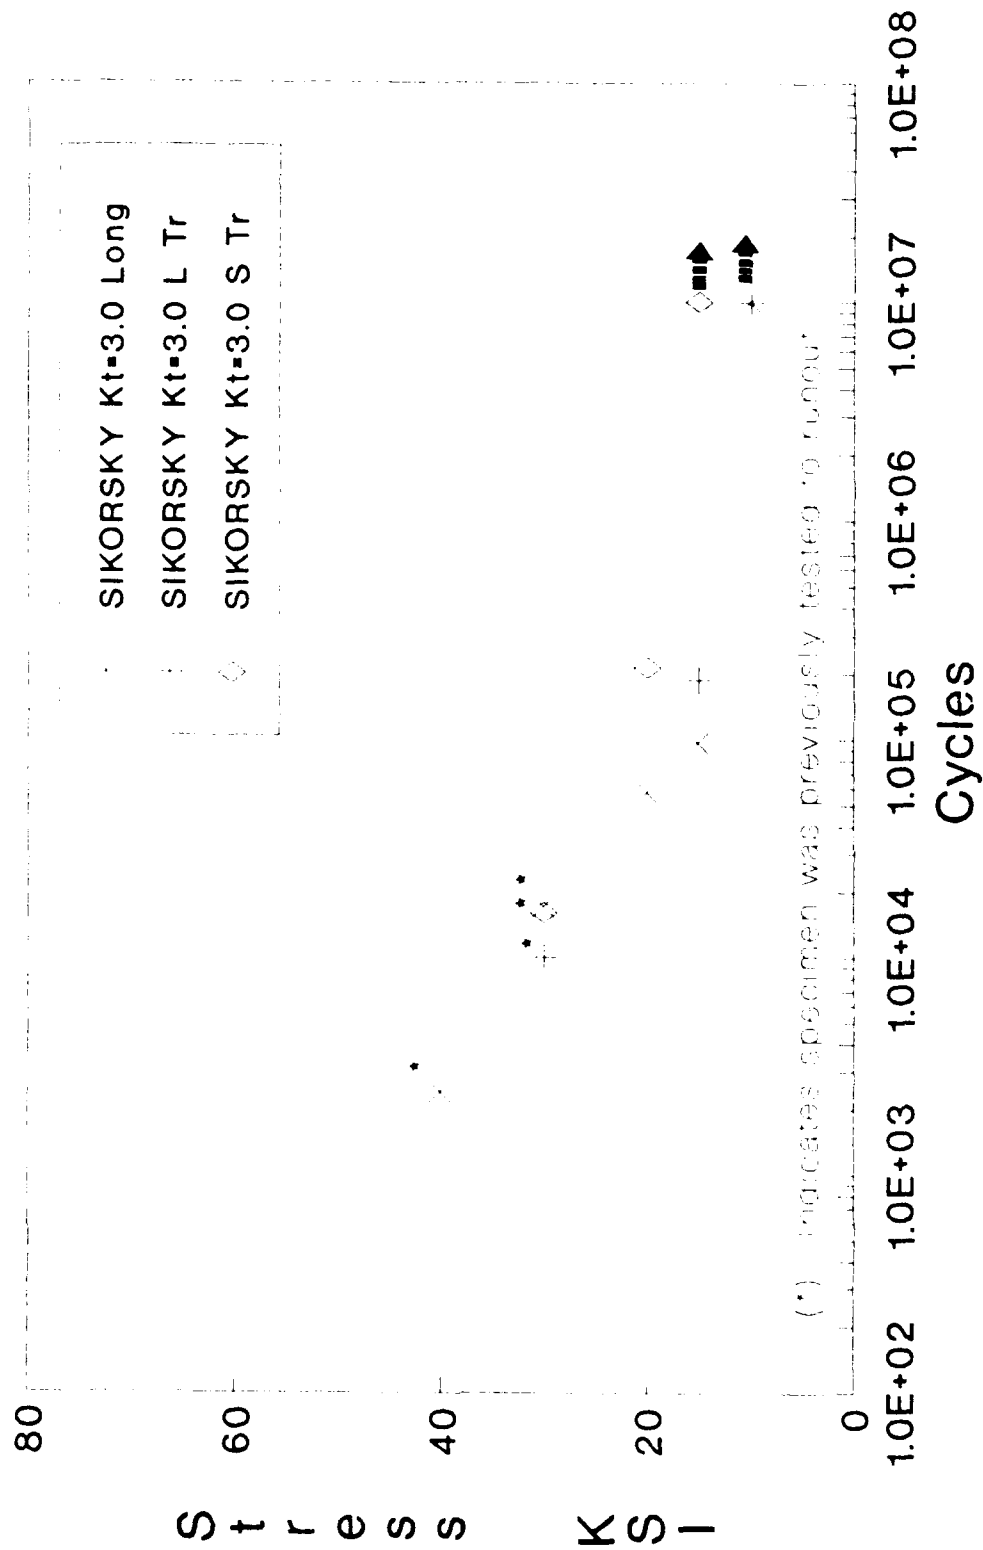 Stress KSI
80
60
40
20
0
SIKORSKY Kt=3.0 Long
SIKORSKY Kt=3.0 L Tr
SIKORSKY Kt=3.0 S Tr
(*) Indicates specimen was previously tested to runout
1.0E+02 1.0E+03 1.0E+04 1.0E+05 1.0E+06 1.0E+07 1.0E+08
Cycles